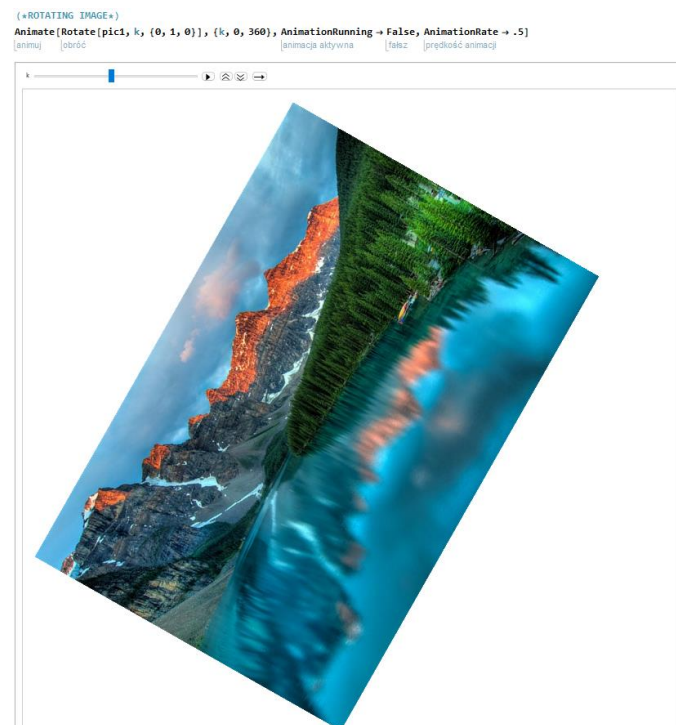 (*ROTATING IMAGE*)
Animate[Rotate[pic1, k, {0, 1, 0}], {k, 0, 360}, AnimationRunning → False, AnimationRate → .5]
animuj obróć animacja aktywna fałsz prędkość animacji
k